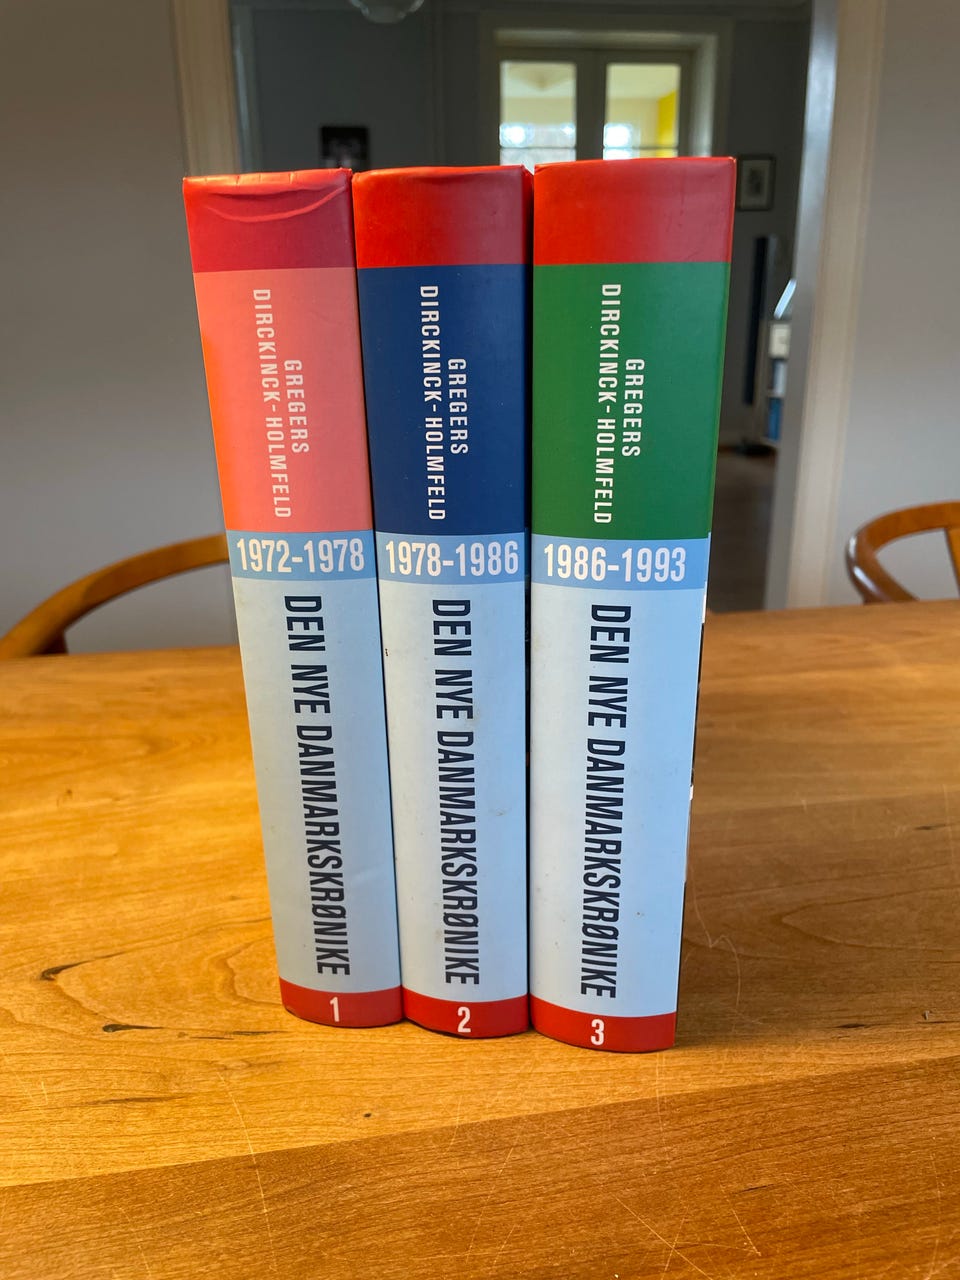 GREGERS
DIRCKINCK-HOLMFELD
1972-1978
DEN NYE DANMARKSKRØNIKE
1
GREGERS
DIRCKINCK-HOLMFELD
1978-1986
DEN NYE DANMARKSKRØNIKE
2
GREGERS
DIRCKINCK-HOLMFELD
1986-1993
DEN NYE DANMARKSKRØNIKE
3